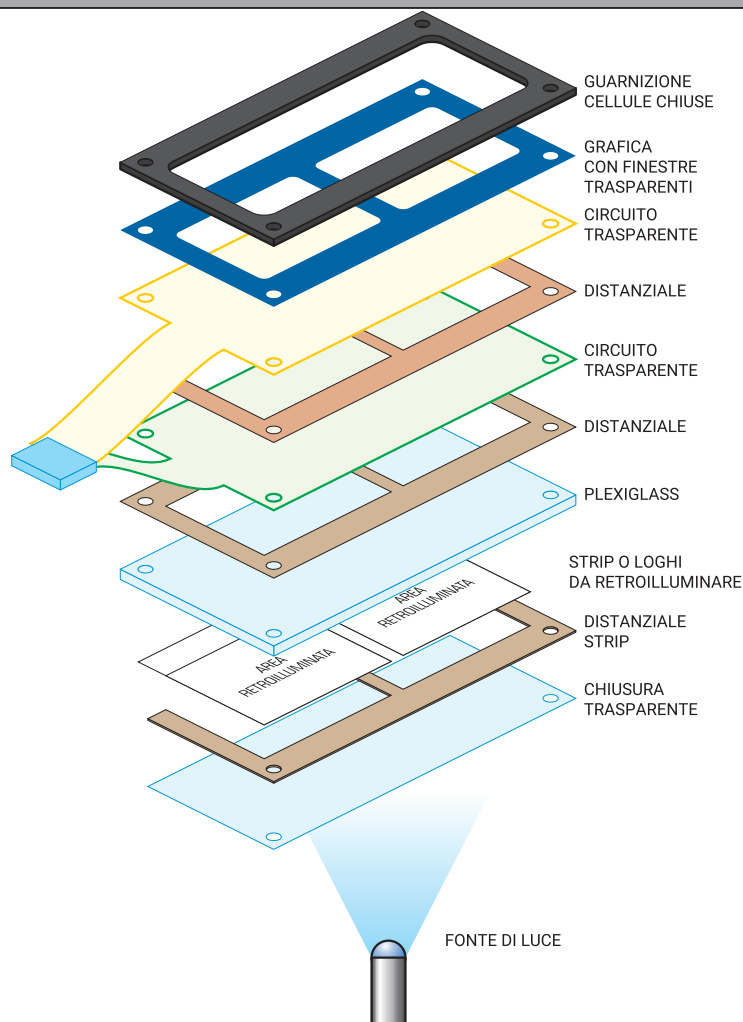 GUARNIZIONE
CELLULE CHIUSE
GRAFICA
CON FINESTRE
TRASPARENTI
CIRCUITO
TRASPARENTE
DISTANZIALE
CIRCUITO
TRASPARENTE
DISTANZIALE
PLEXIGLASS
STRIP O LOGHI
DA RETROILLUMINARE
AREA
RETROILLUMINATA
DISTANZIALE
STRIP
AREA
RETROILLUMINATA
CHIUSURA
TRASPARENTE
FONTE DI LUCE